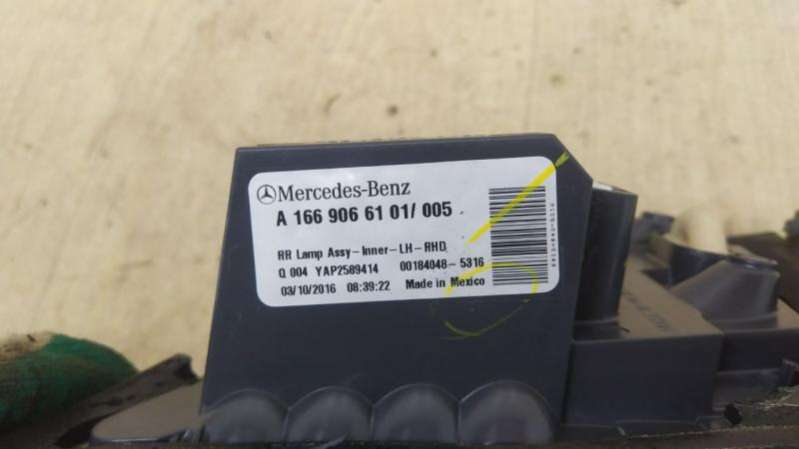 Mercedes-Benz
A 166 906 61 01/ 005
RR Lamp Assy-Inner-LH-RHD
Q 004 YAP2589414 00184048-5316
03/10/2016 08:39:22 Made in Mexico